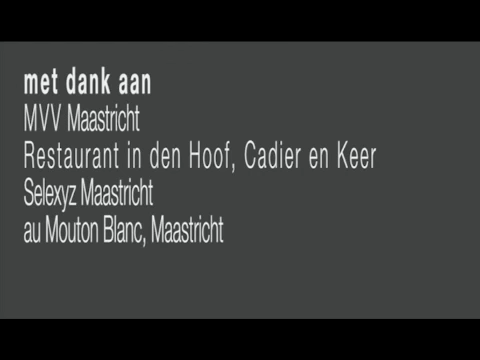 met dank aan
MVV Maastricht
Restaurant in den Hoof, Cadier en Keer
Selexyz Maastricht
au Mouton Blanc, Maastricht